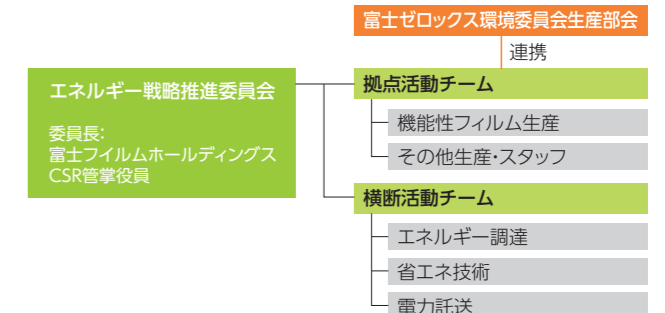 富士ゼロックス環境委員会生産部会
連携
エネルギー戦略推進委員会
委員長:
富士フイルムホールディングス
CSR管掌役員
拠点活動チーム
機能性フィルム生産
その他生産・スタッフ
横断活動チーム
エネルギー調達
省エネ技術
電力託送